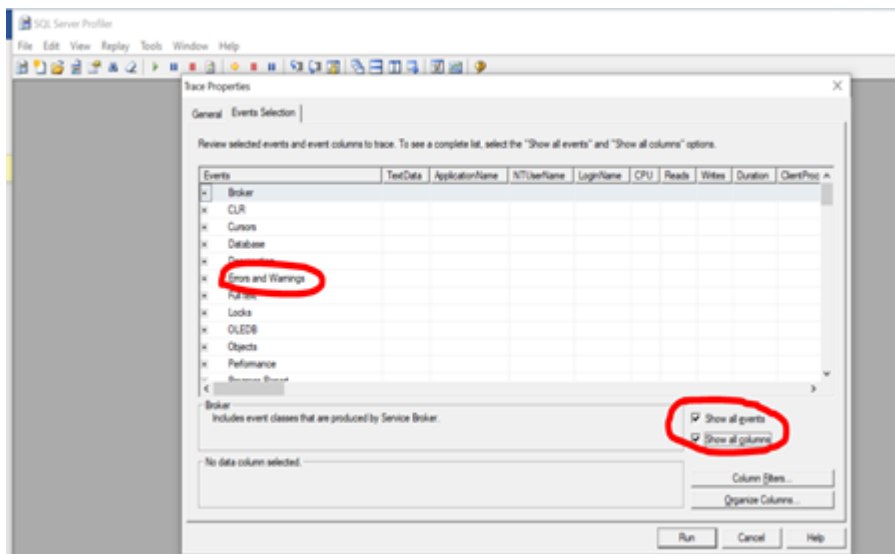 SQL Server Profiler
File Edit View Replay Tools Window Help
Trace Properties
General Events Selection
Review selected events and event columns to trace. To see a complete list, select the "Show all events" and "Show all columns" options.
Events TextData ApplicationName NTUserName LoginName CPU Reads Writes Duration ClientProc
Broker
CLR
Cursors
Database
Errors and Warnings
Full text
Locks
OLEDB
Objects
Performance
Broker
Includes event classes that are produced by Service Broker.
Show all events
Show all columns
No data column selected.
Column Filters...
Organize Columns...
Run Cancel Help